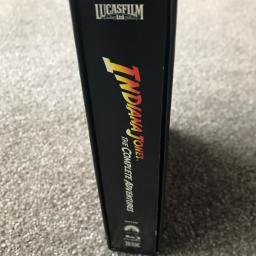 LUCASFILM
Ltd
INDIANA JONES
THE COMPLETE ADVENTURES